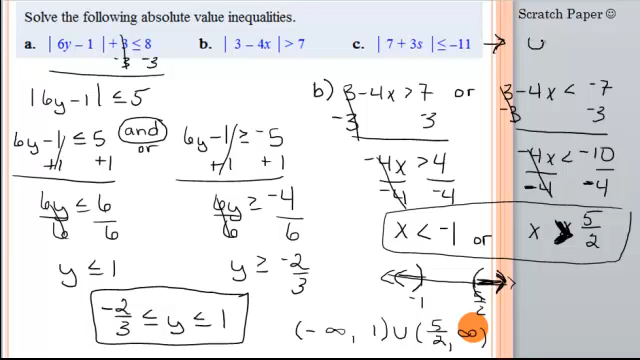 Solve the following absolute value inequalities.
Scratch Paper ☺
a. | 6y – 1 | + 3 ≤ 8 b. | 3 – 4x | > 7 c. | 7 + 3s | ≤ –11 → ∪
-3 -3
|6y-1| ≤ 5
6y-1 ≤ 5 and 6y-1 ≥ -5
or
+1 +1 +1 +1
6y ≤ 6 6y ≥ -4
6 6 6 6
y ≤ 1 y ≥ -2/3
-2/3 ≤ y ≤ 1
b) 3-4x > 7 or 3-4x < -7
-3 -3 -3 -3
-4x > 4 -4x < -10
-4 -4 -4 -4
x < -1 or x > 5/2
-1 5/2
(-∞, 1) ∪ (5/2, ∞)